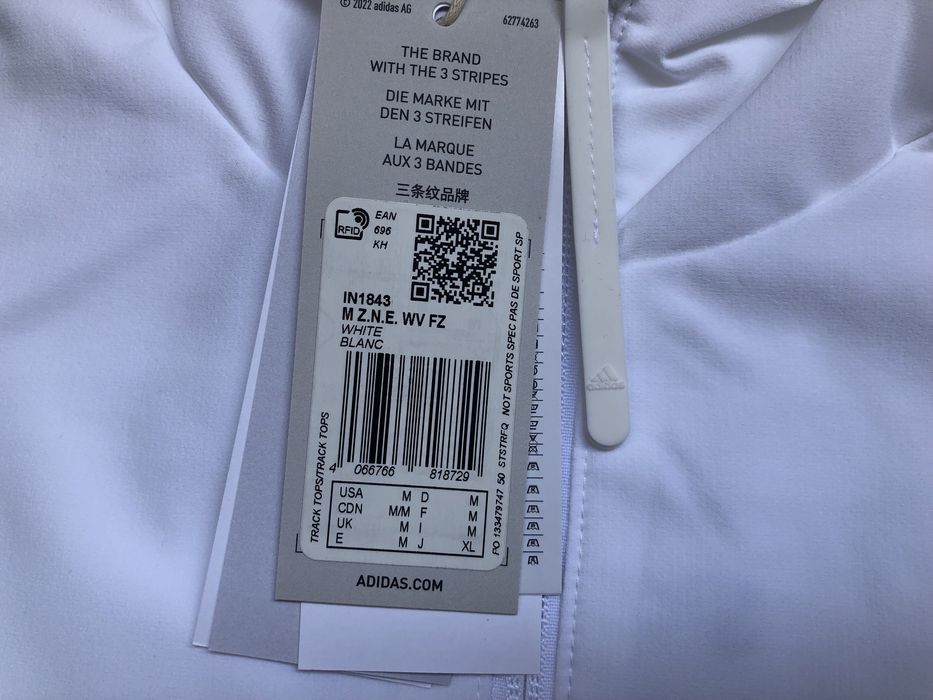 © 2022 adidas AG
62774263
THE BRAND
WITH THE 3 STRIPES
DIE MARKE MIT
DEN 3 STREIFEN
LA MARQUE
AUX 3 BANDES
三条纹品牌
RFID
EAN
696
KH
IN1843
M Z.N.E. WV FZ
WHITE
BLANC
4 066766 818729
USA M D M
CDN M/M F M
UK M I M
E M J XL
TRACK TOPS/TRACK TOPS
PO 133479747 50 STSTRFQ NOT SPORTS SPEC PAS DE SPORT SP
ADIDAS.COM
adidas